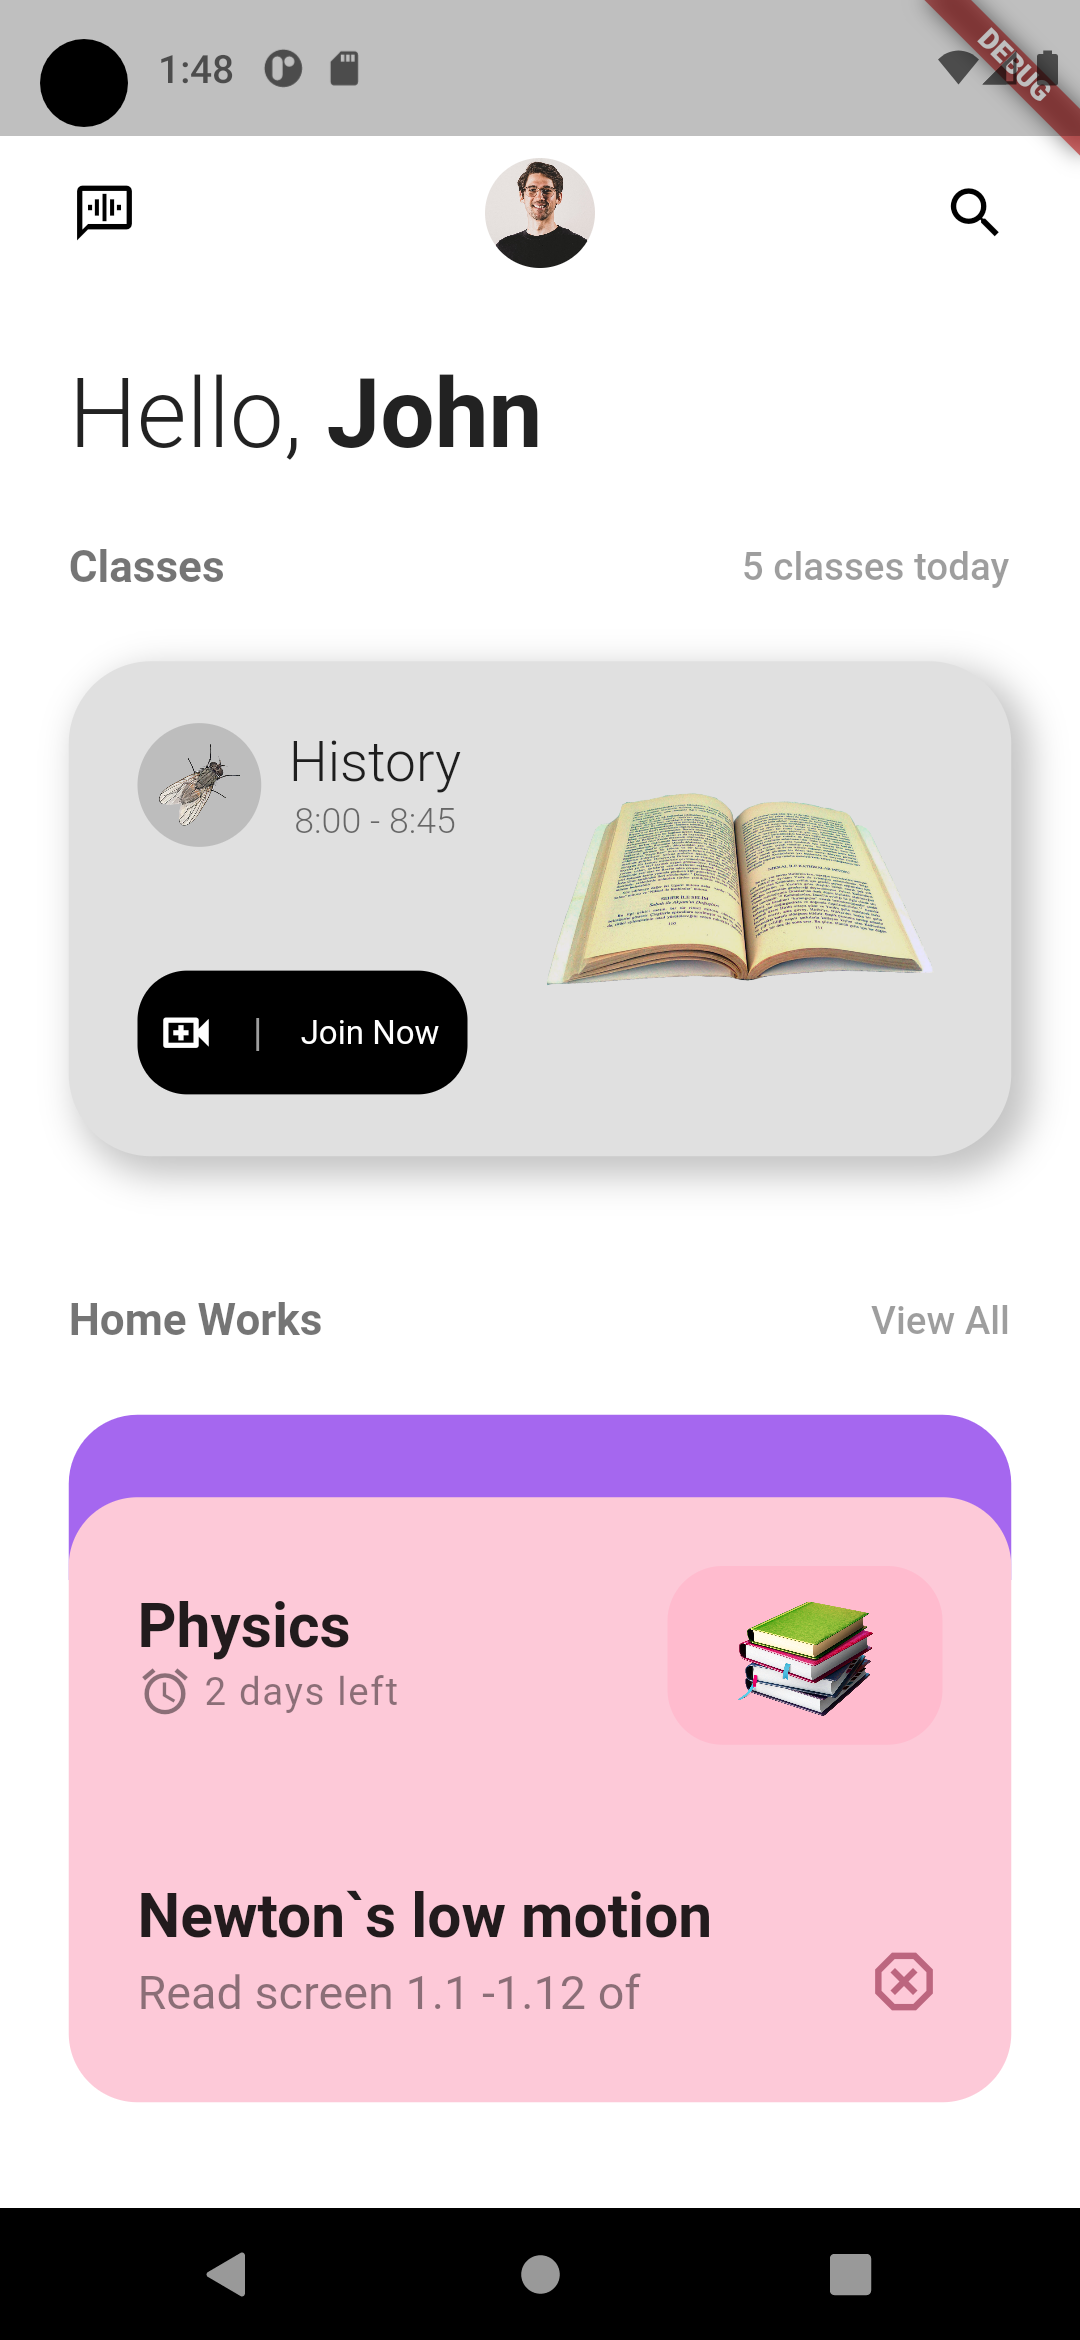 1:48
DEBUG
Hello, John
Classes
5 classes today
History
8:00 - 8:45
| Join Now
Home Works
View All
Physics
2 days left
Newton`s low motion
Read screen 1.1 -1.12 of